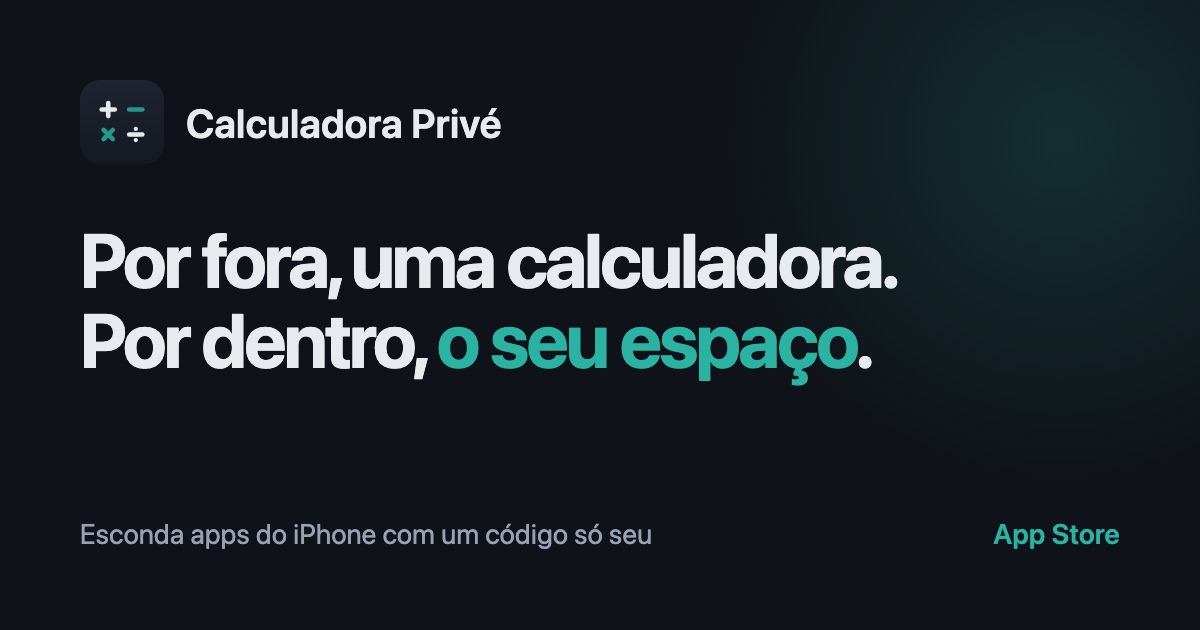 Calculadora Privé
Por fora, uma calculadora.
Por dentro, o seu espaço.
Esconda apps do iPhone com um código só seu
App Store